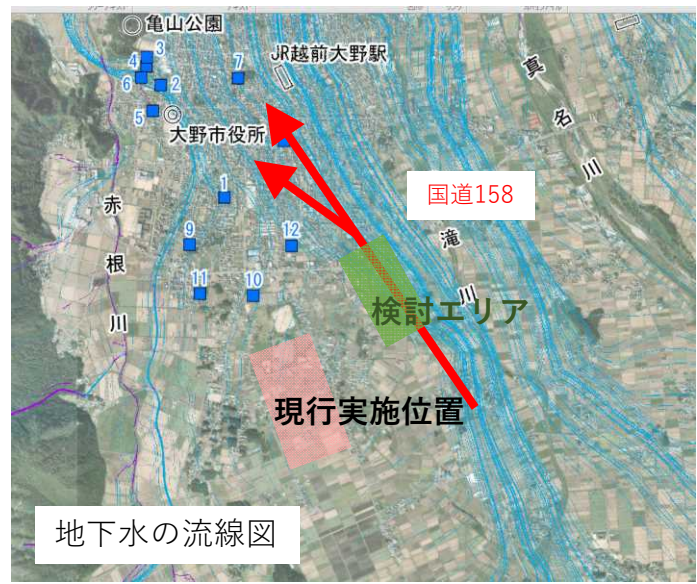 亀山公園
JR越前大野駅
3
4
6
2
7
5
大野市役所
真名川
国道158
1
赤根川
9
12
滝川
11
10
検討エリア
現行実施位置
地下水の流線図